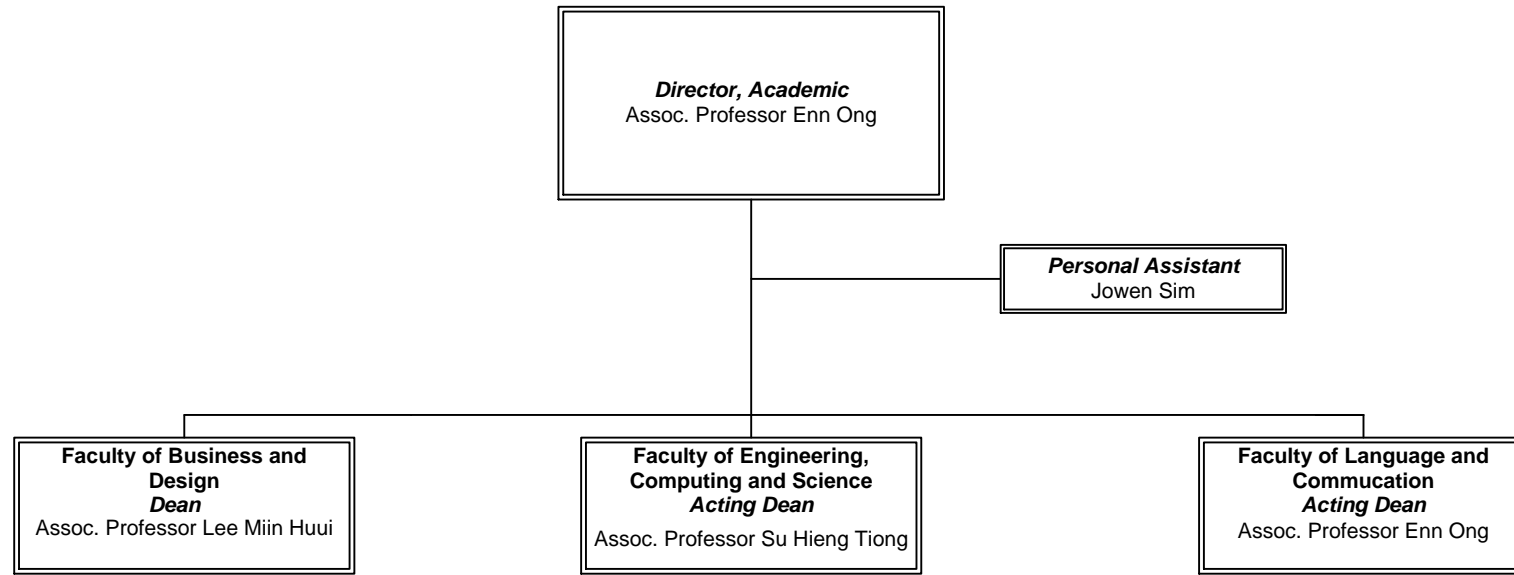 Director, Academic
Assoc. Professor Enn Ong
Personal Assistant
Jowen Sim
Faculty of Business and
Design
Dean
Assoc. Professor Lee Miin Huui
Faculty of Engineering,
Computing and Science
Acting Dean
Assoc. Professor Su Hieng Tiong
Faculty of Language and
Commucation
Acting Dean
Assoc. Professor Enn Ong